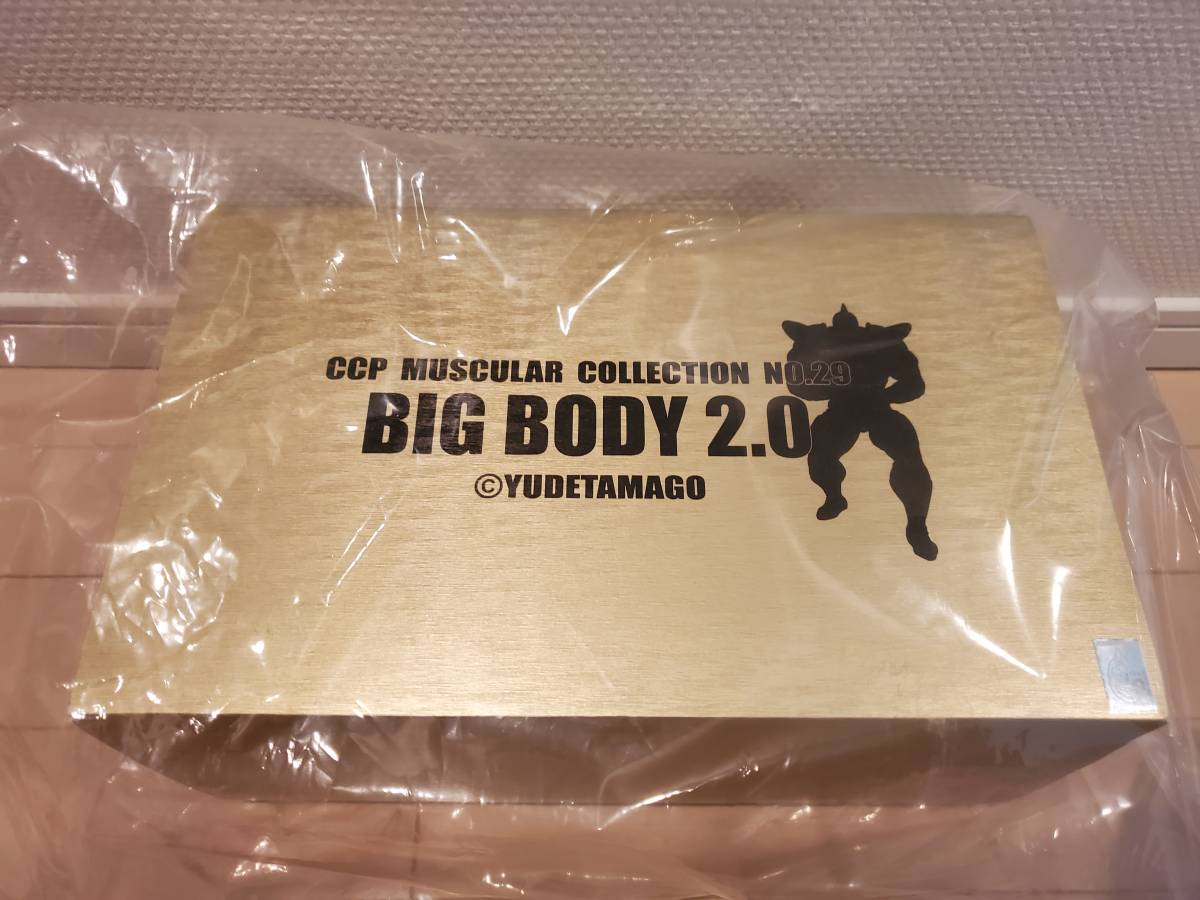 CCP MUSCULAR COLLECTION NO.29
BIG BODY 2.0
©YUDETAMAGO